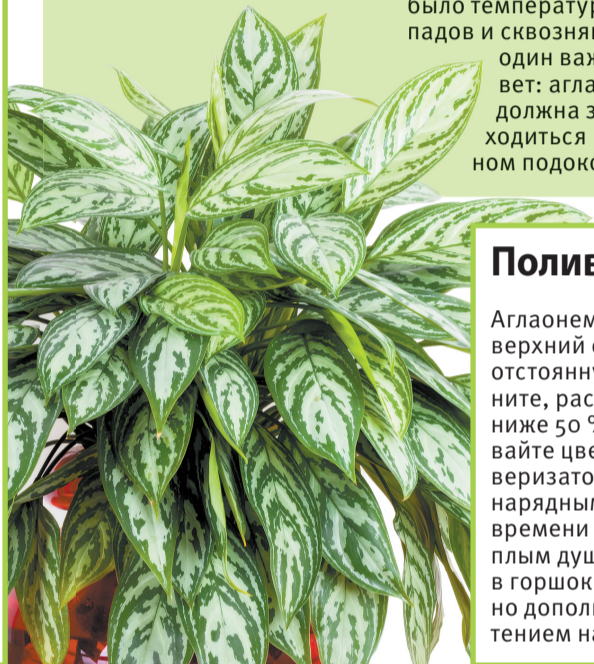 было температур
падов и сквозня
один важ
вет: агла
должна з
ходиться
ном подоко
Полив
Аглаонем
верхний с
отстоянну
ните, рас
ниже 50 %
вайте цве
веризато
нарядным
времени
плым душ
в горшок
но дополн
тением на